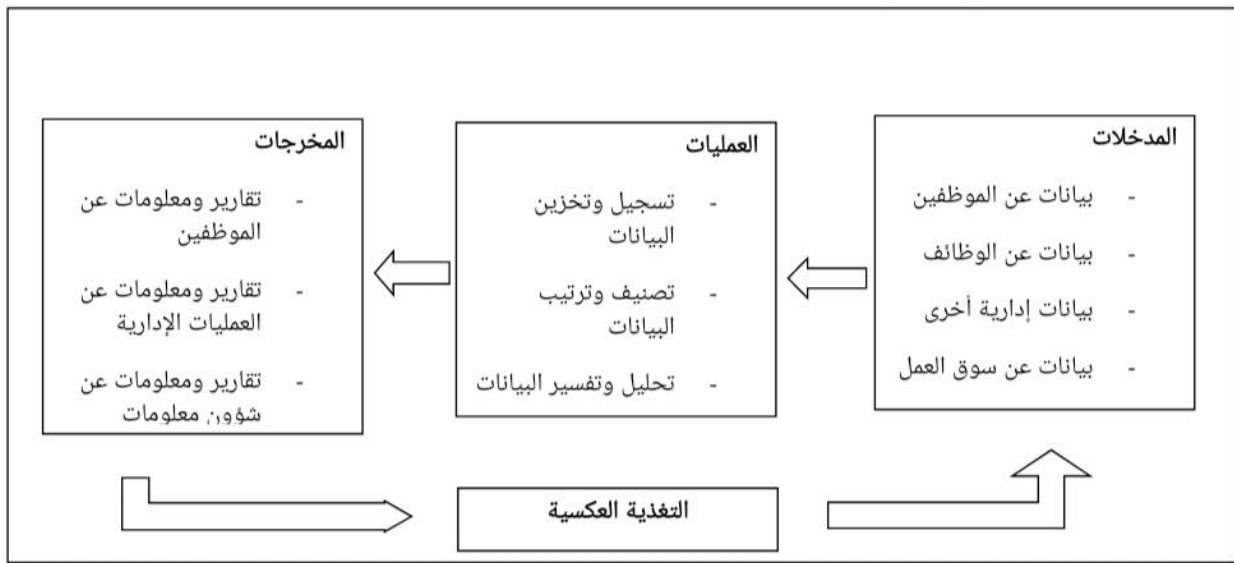 المدخلات
- بيانات عن الموظفين
- بيانات عن الوظائف
- بيانات إدارية أخرى
- بيانات عن سوق العمل
العمليات
- تسجيل وتخزين
البيانات
- تصنيف وترتيب
البيانات
- تحليل وتفسير البيانات
المخرجات
- تقارير ومعلومات عن
الموظفين
- تقارير ومعلومات عن
العمليات الإدارية
- تقارير ومعلومات عن
شؤون معلومات
التغذية العكسية